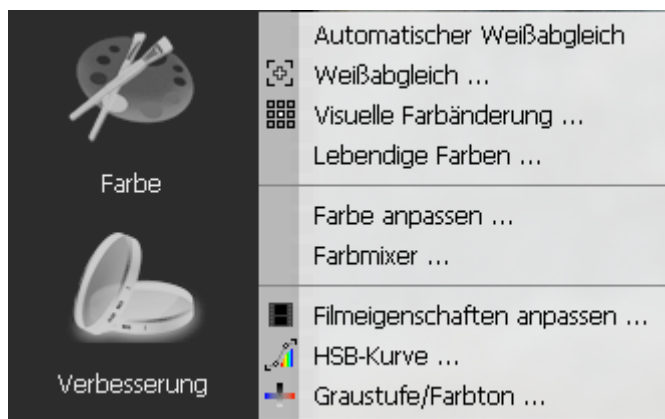 Farbe
Verbesserung
Automatischer Weißabgleich
Weißabgleich ...
Visuelle Farbänderung ...
Lebendige Farben ...
Farbe anpassen ...
Farbmixer ...
Filmeigenschaften anpassen ...
HSB-Kurve ...
Graustufe/Farbton ...